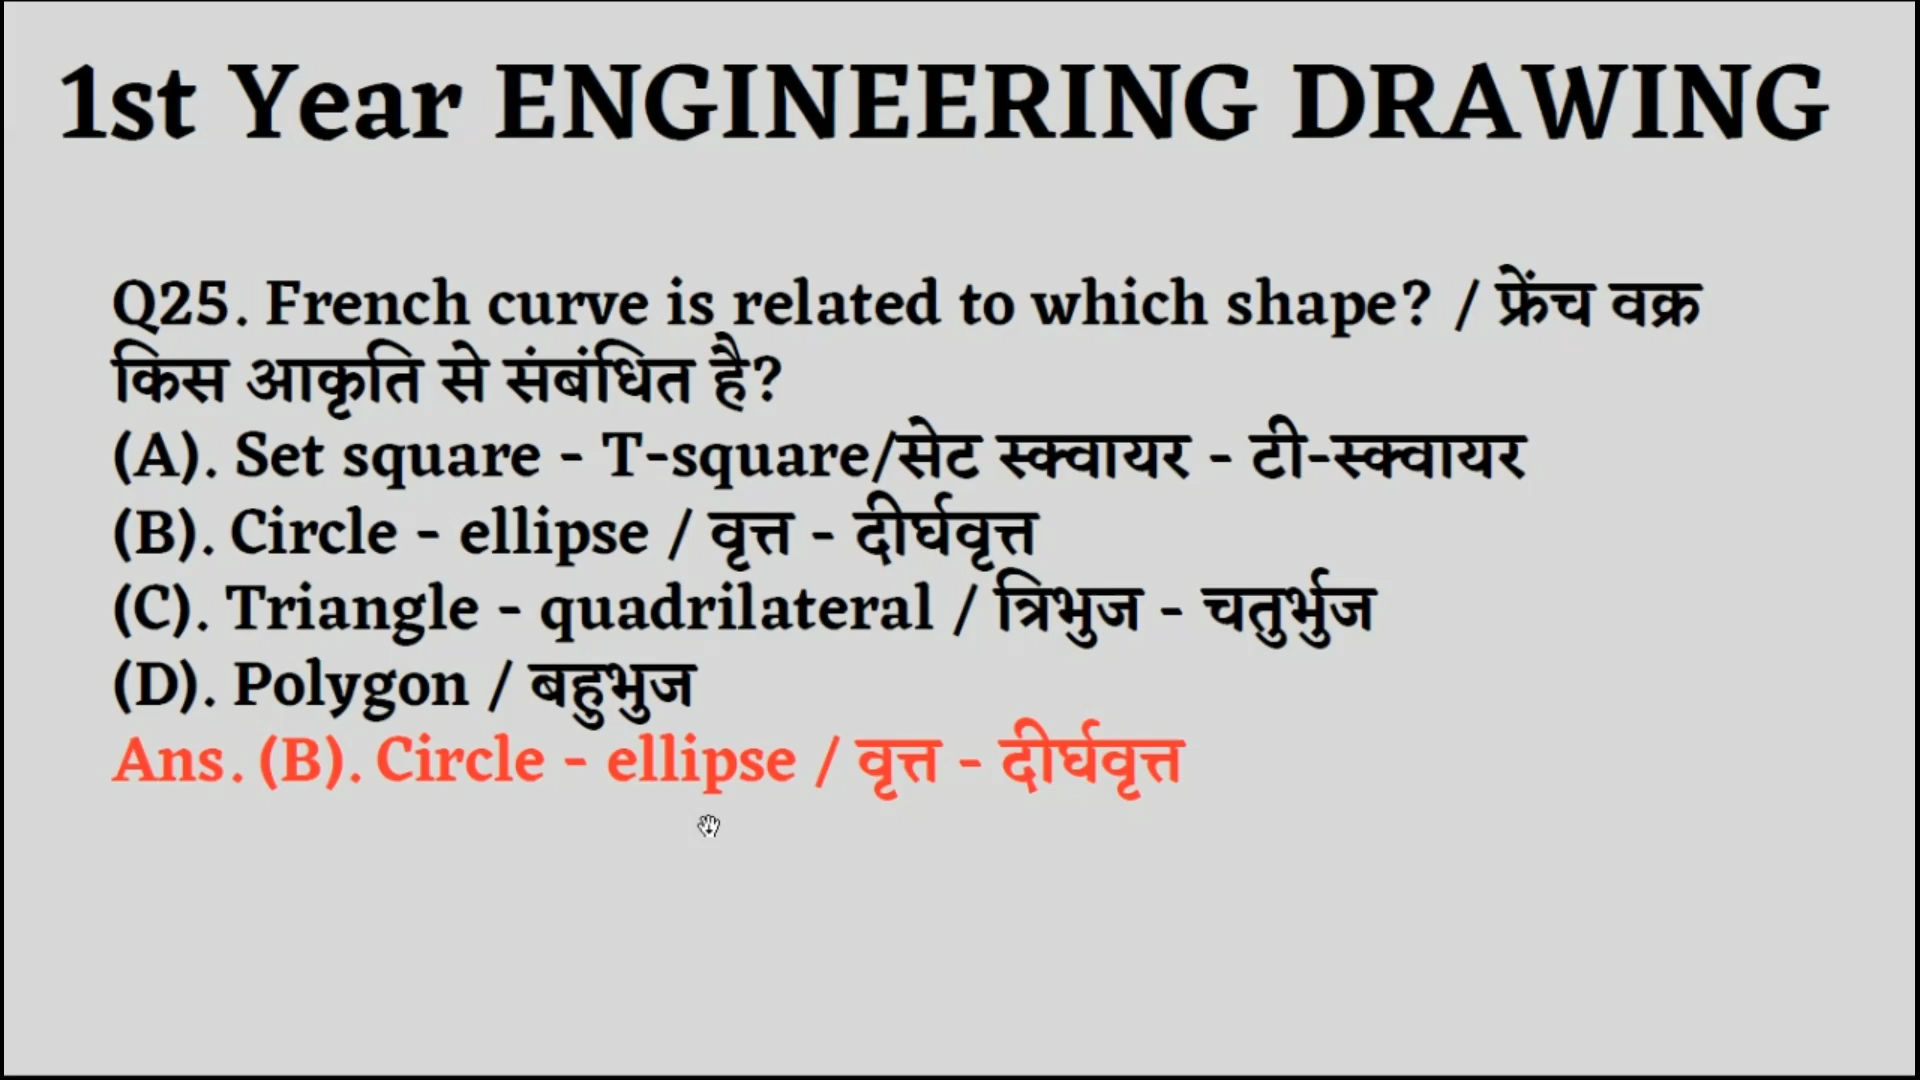 1st Year ENGINEERING DRAWING
Q25. French curve is related to which shape? / फ्रेंच वक्र
किस आकृति से संबंधित है?
(A). Set square - T-square/सेट स्क्वायर - टी-स्क्वायर
(B). Circle - ellipse / वृत्त - दीर्घवृत्त
(C). Triangle - quadrilateral / त्रिभुज - चतुर्भुज
(D). Polygon / बहुभुज
Ans. (B). Circle - ellipse / वृत्त - दीर्घवृत्त